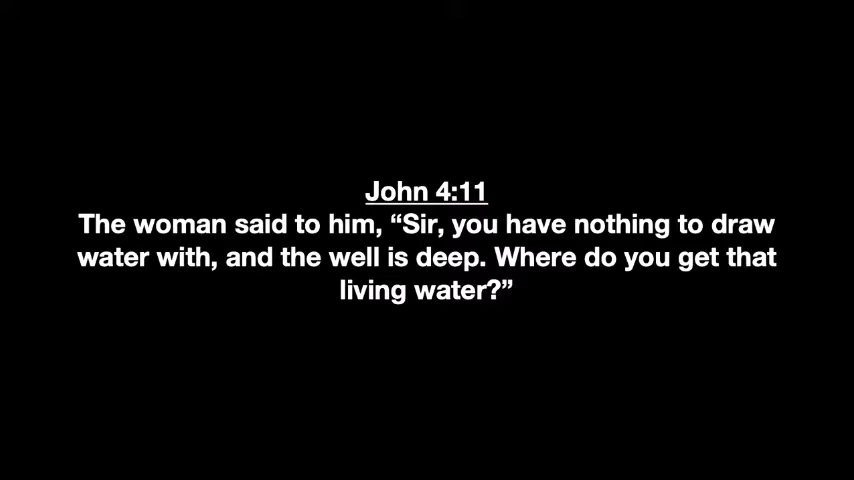 John 4:11
The woman said to him, “Sir, you have nothing to draw
water with, and the well is deep. Where do you get that
living water?”